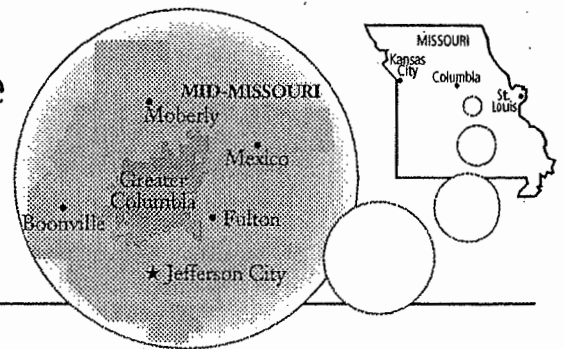 e
MID-MISSOURI
Moberly
Mexico
Greater
Columbia
Boonville
Fulton
★ Jefferson City
MISSOURI
Kansas
City
Columbia
St.
Louis